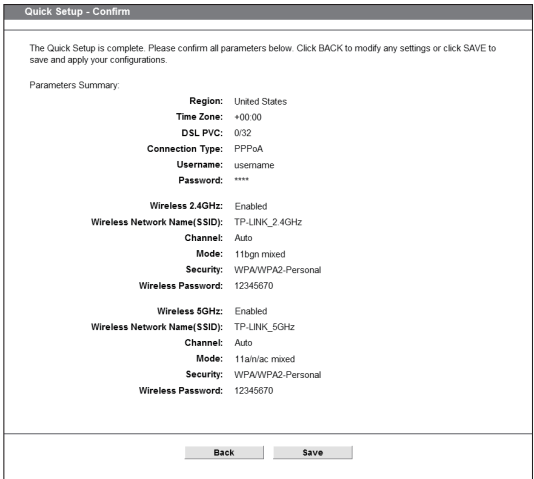 Quick Setup - Confirm
The Quick Setup is complete. Please confirm all parameters below. Click BACK to modify any settings or click SAVE to
save and apply your configurations.
Parameters Summary:
Region: United States
Time Zone: +00:00
DSL PVC: 0/32
Connection Type: PPPoA
Username: username
Password: ****
Wireless 2.4GHz: Enabled
Wireless Network Name(SSID): TP-LINK_2.4GHz
Channel: Auto
Mode: 11bgn mixed
Security: WPA/WPA2-Personal
Wireless Password: 12345670
Wireless 5GHz: Enabled
Wireless Network Name(SSID): TP-LINK_5GHz
Channel: Auto
Mode: 11a/n/ac mixed
Security: WPA/WPA2-Personal
Wireless Password: 12345670
Back Save